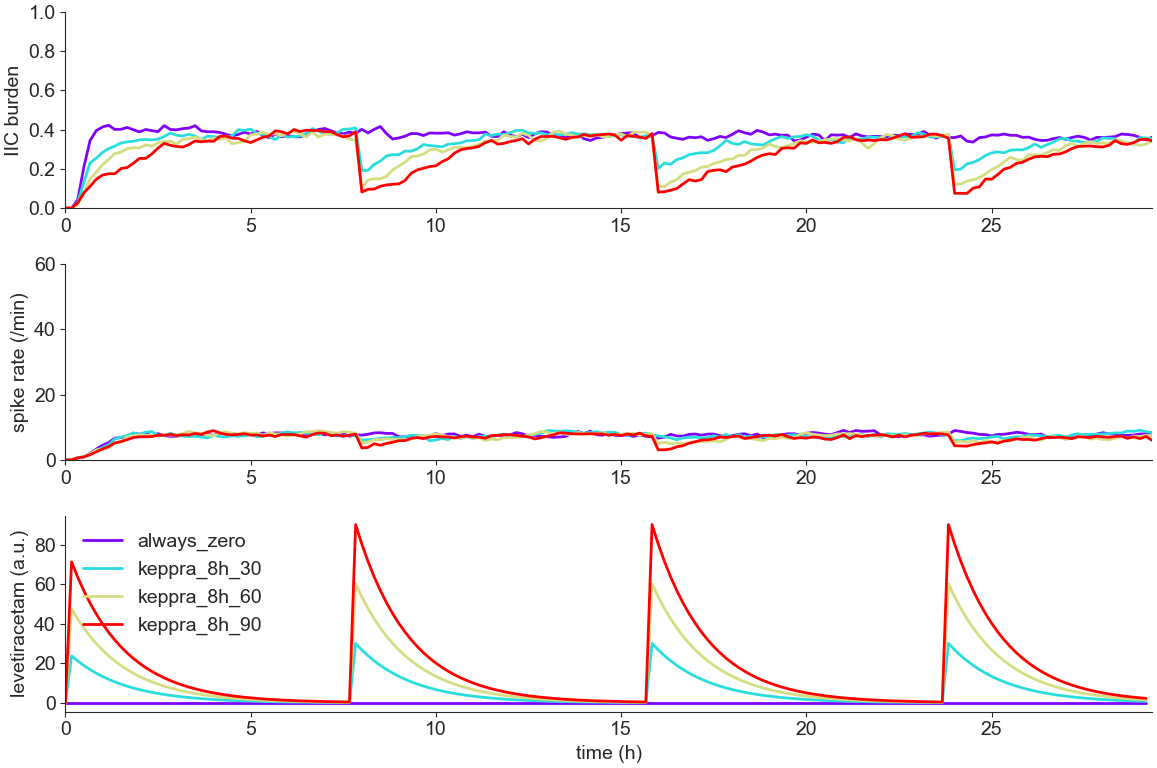 IIC burden
1.0
0.8
0.6
0.4
0.2
0.0
0 5 10 15 20 25
spike rate (/min)
60
40
20
0
0 5 10 15 20 25
levetiracetam (a.u.)
80
60
40
20
0
always_zero
keppra_8h_30
keppra_8h_60
keppra_8h_90
0 5 10 15 20 25
time (h)